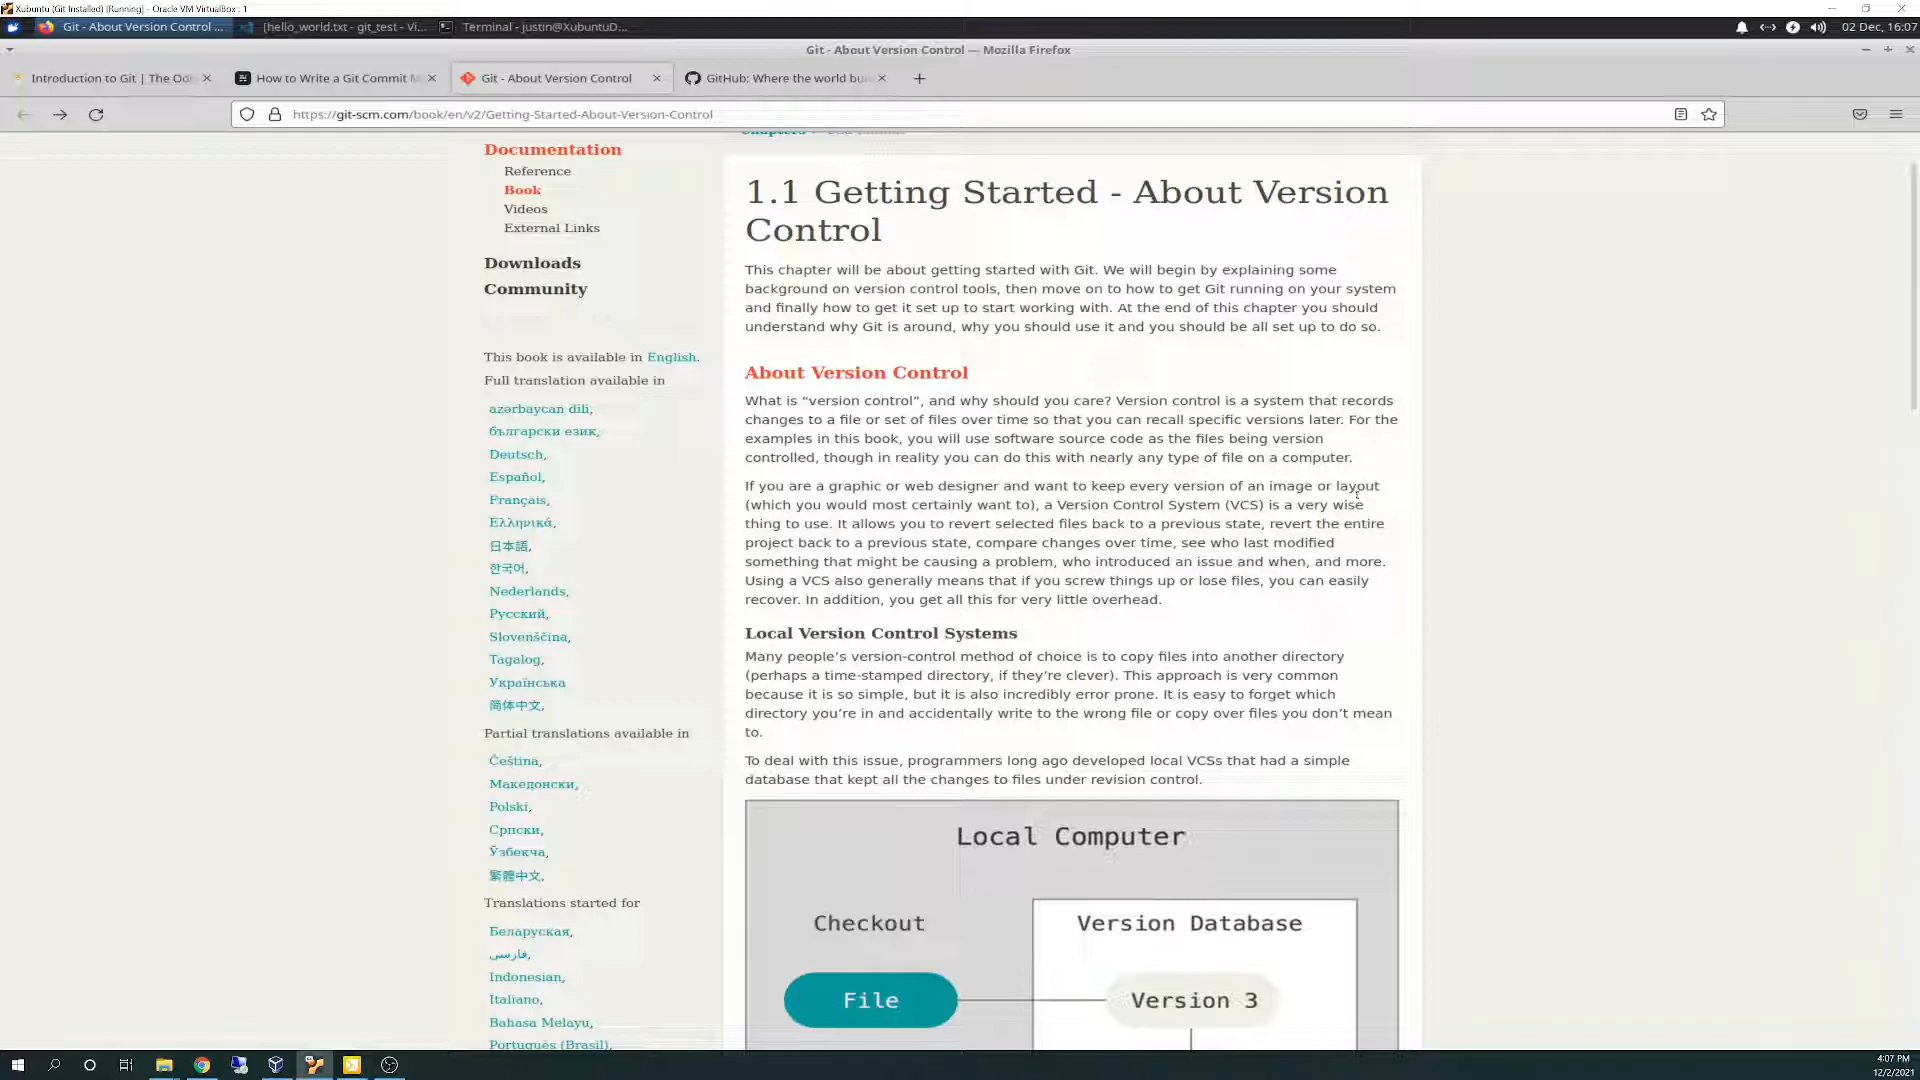 Xubuntu (Git Installed) [Running] - Oracle VM VirtualBox : 1
Git - About Version Control ...
[hello_world.txt - git_test - Vi...
Terminal - justin@XubuntuD...
02 Dec, 16:07
Git - About Version Control — Mozilla Firefox
Introduction to Git | The Od
How to Write a Git Commit M
Git - About Version Control
GitHub: Where the world bu
https://git-scm.com/book/en/v2/Getting-Started-About-Version-Control
Documentation
Reference
Book
Videos
External Links
Downloads
Community
This book is available in English.
Full translation available in
azərbaycan dili,
български език,
Deutsch,
Español,
Français,
Ελληνικά,
日本語,
한국어,
Nederlands,
Русский,
Slovenščina,
Tagalog,
Українська
简体中文,
Partial translations available in
Čeština,
Македонски,
Polski,
Српски,
Ўзбекча,
繁體中文,
Translations started for
Беларуская,
فارسی,
Indonesian,
Italiano,
Bahasa Melayu,
Português (Brasil),
1.1 Getting Started - About Version
Control
This chapter will be about getting started with Git. We will begin by explaining some
background on version control tools, then move on to how to get Git running on your system
and finally how to get it set up to start working with. At the end of this chapter you should
understand why Git is around, why you should use it and you should be all set up to do so.
About Version Control
What is “version control”, and why should you care? Version control is a system that records
changes to a file or set of files over time so that you can recall specific versions later. For the
examples in this book, you will use software source code as the files being version
controlled, though in reality you can do this with nearly any type of file on a computer.
If you are a graphic or web designer and want to keep every version of an image or layout
(which you would most certainly want to), a Version Control System (VCS) is a very wise
thing to use. It allows you to revert selected files back to a previous state, revert the entire
project back to a previous state, compare changes over time, see who last modified
something that might be causing a problem, who introduced an issue and when, and more.
Using a VCS also generally means that if you screw things up or lose files, you can easily
recover. In addition, you get all this for very little overhead.
Local Version Control Systems
Many people’s version-control method of choice is to copy files into another directory
(perhaps a time-stamped directory, if they’re clever). This approach is very common
because it is so simple, but it is also incredibly error prone. It is easy to forget which
directory you’re in and accidentally write to the wrong file or copy over files you don’t mean
to.
To deal with this issue, programmers long ago developed local VCSs that had a simple
database that kept all the changes to files under revision control.
Local Computer
Checkout
Version Database
File
Version 3
4:07 PM
12/2/2021